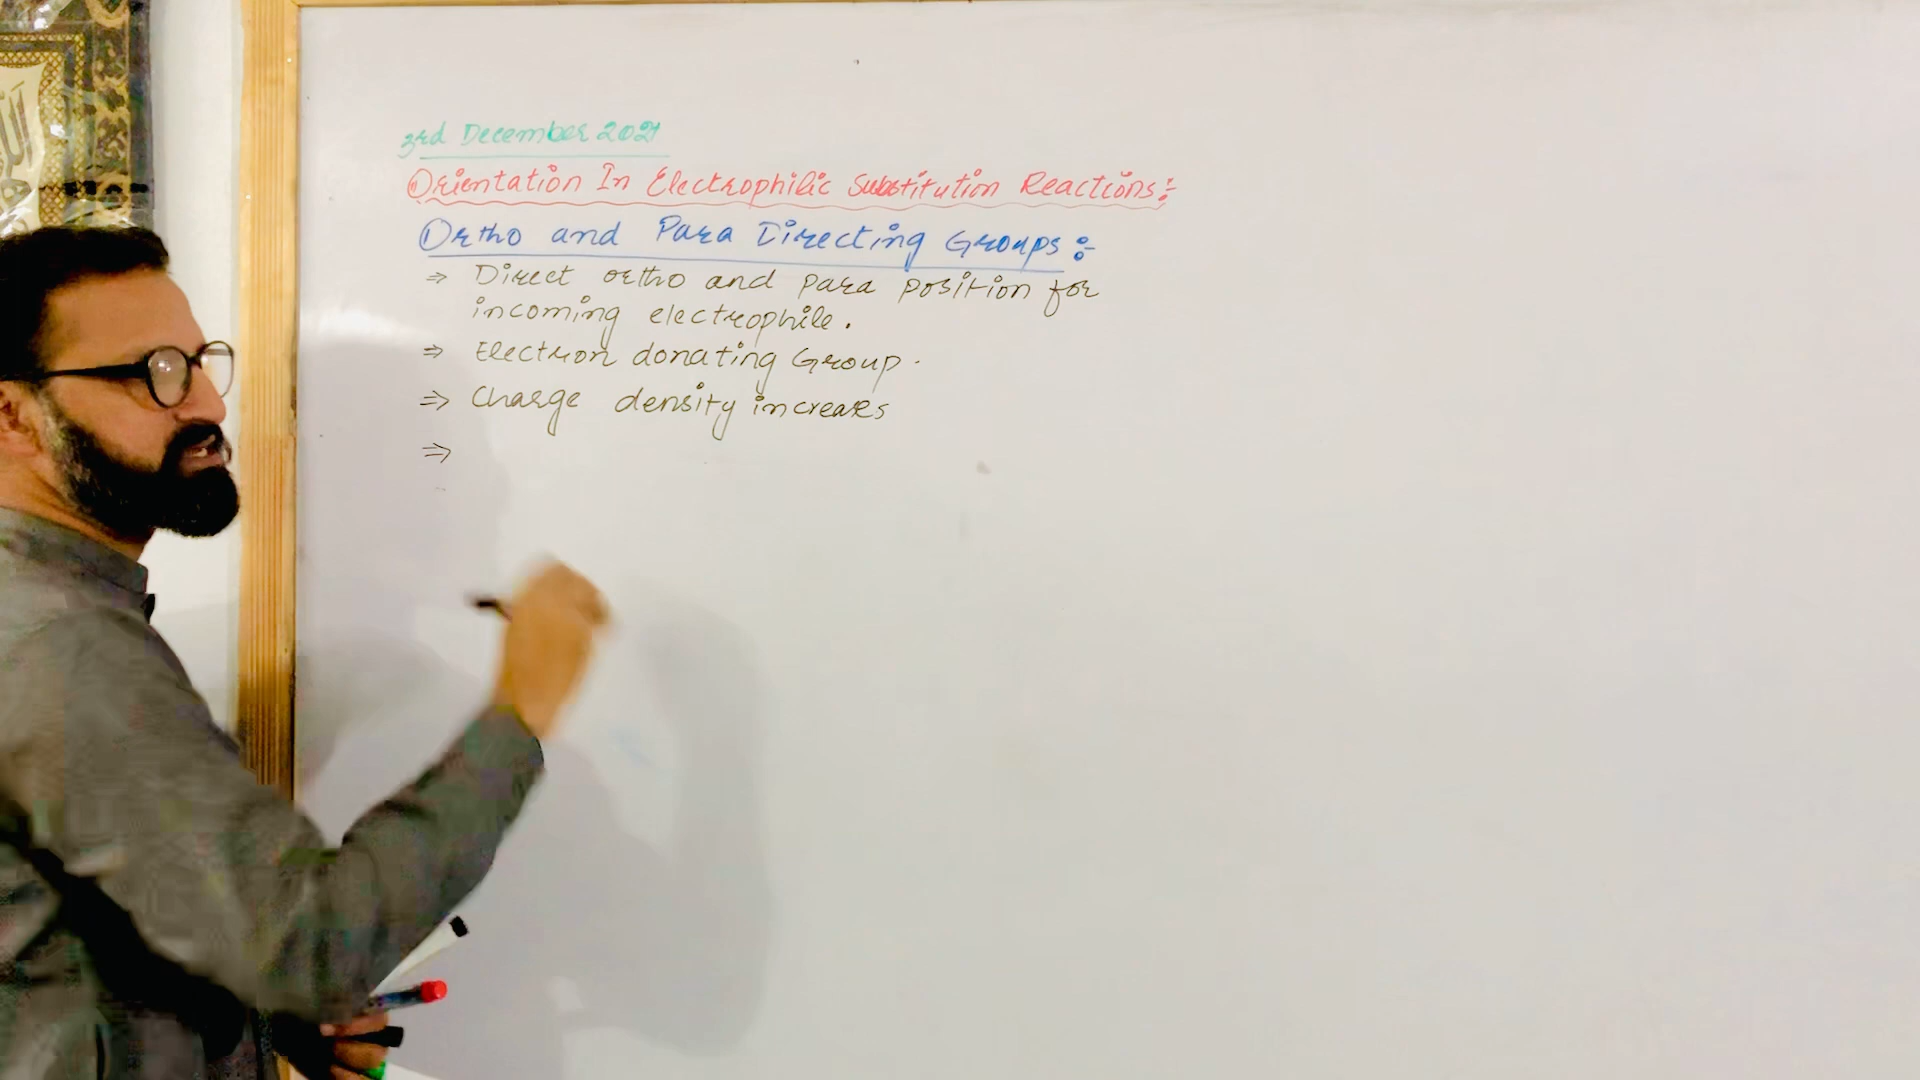 3rd December 2021
Orientation In Electrophilic Substitution Reactions:-
Ortho and Para Directing Groups:-
⇒ Direct ortho and para position for
incoming electrophile.
⇒ Electron donating Group.
⇒ Charge density increases
⇒